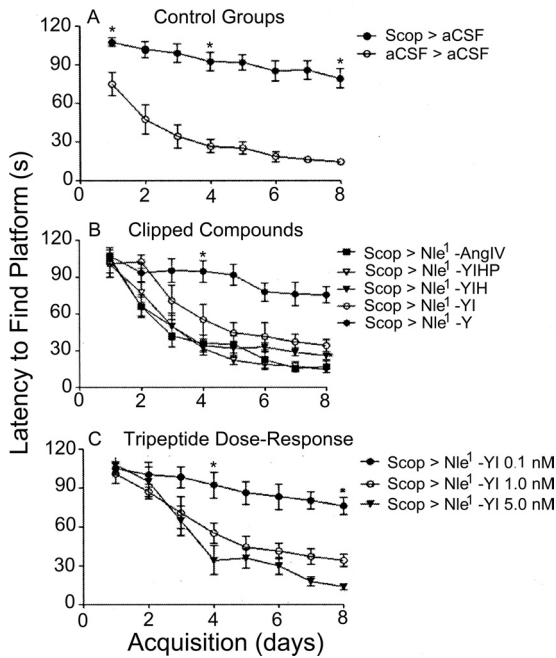 A Control Groups
*
*
*
Scop > aCSF
aCSF > aCSF
120
90
60
30
0
0 2 4 6 8
Latency to Find Platform (s)
B Clipped Compounds
*
Scop > Nle¹ -AngIV
Scop > Nle¹ -YIHP
Scop > Nle¹ -YIH
Scop > Nle¹ -YI
Scop > Nle¹ -Y
120
90
60
30
0
0 2 4 6 8
C Tripeptide Dose-Response
*
*
Scop > Nle¹ -YI 0.1 nM
Scop > Nle¹ -YI 1.0 nM
Scop > Nle¹ -YI 5.0 nM
120
90
60
30
0
0 2 4 6 8
Acquisition (days)